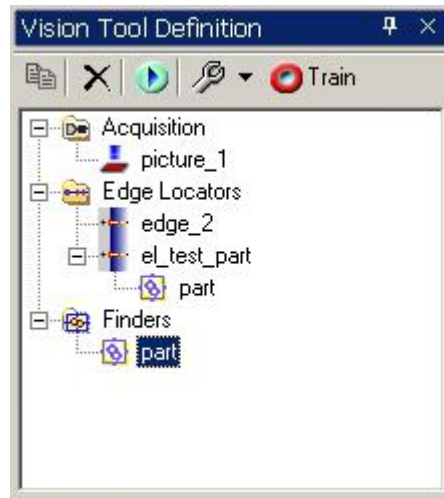 Vision Tool Definition
Train
Acquisition
picture_1
Edge Locators
edge_2
el_test_part
part
Finders
part